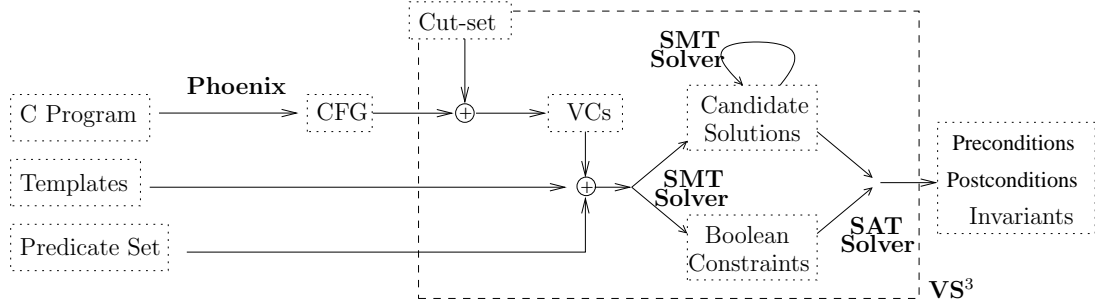 Cut-set
SMT
Solver
Phoenix
C Program
CFG
VCs
Candidate
Solutions
Preconditions
Templates
SMT
Solver
Postconditions
Invariants
Predicate Set
Boolean
Constraints
SAT
Solver
VS³